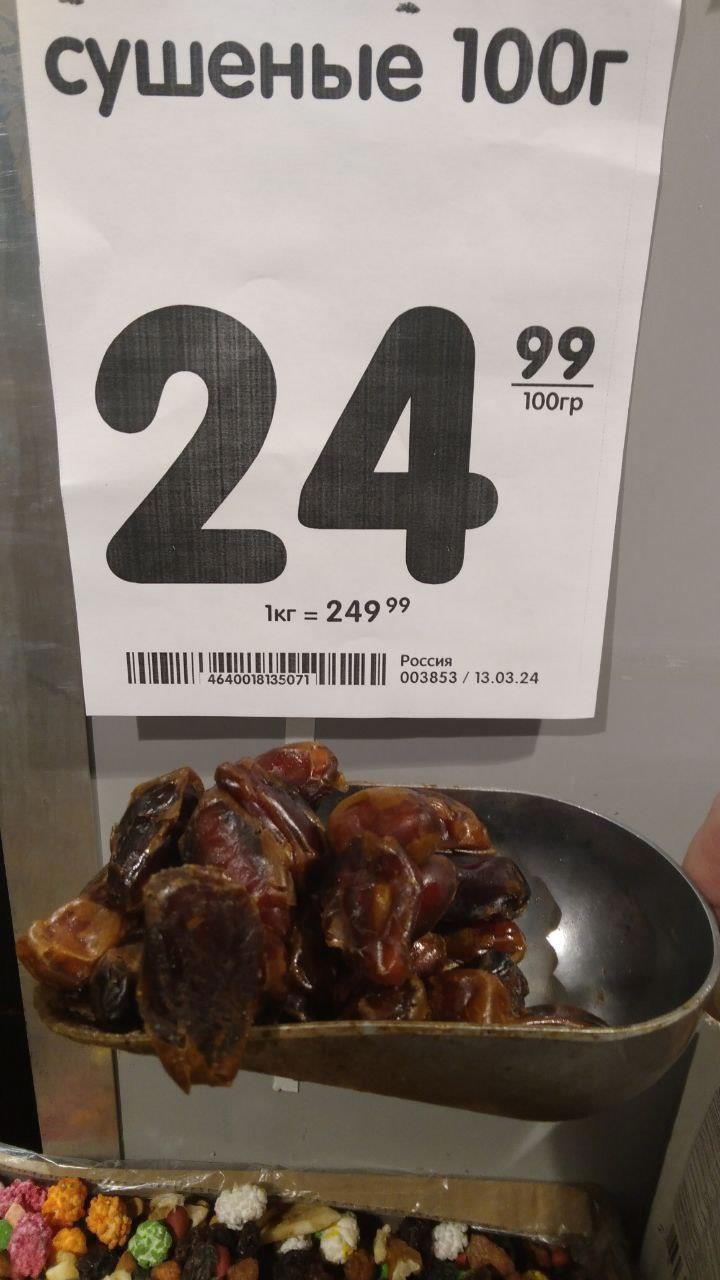 сушеные 100г
24 99
100гр
1кг = 249 99
4640018135071
Россия
003853 / 13.03.24